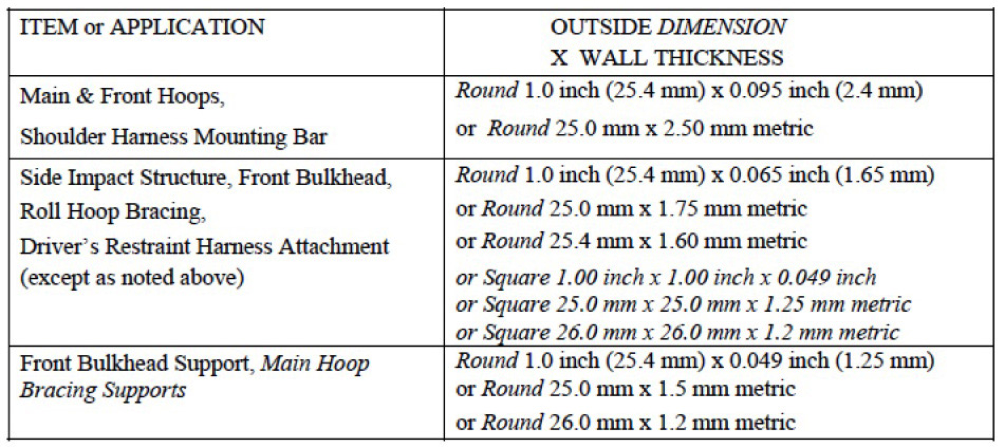 ITEM or APPLICATION
OUTSIDE DIMENSION
X WALL THICKNESS
Main & Front Hoops,
Shoulder Harness Mounting Bar
Round 1.0 inch (25.4 mm) x 0.095 inch (2.4 mm)
or Round 25.0 mm x 2.50 mm metric
Side Impact Structure, Front Bulkhead,
Roll Hoop Bracing,
Driver’s Restraint Harness Attachment
(except as noted above)
Round 1.0 inch (25.4 mm) x 0.065 inch (1.65 mm)
or Round 25.0 mm x 1.75 mm metric
or Round 25.4 mm x 1.60 mm metric
or Square 1.00 inch x 1.00 inch x 0.049 inch
or Square 25.0 mm x 25.0 mm x 1.25 mm metric
or Square 26.0 mm x 26.0 mm x 1.2 mm metric
Front Bulkhead Support, Main Hoop
Bracing Supports
Round 1.0 inch (25.4 mm) x 0.049 inch (1.25 mm)
or Round 25.0 mm x 1.5 mm metric
or Round 26.0 mm x 1.2 mm metric